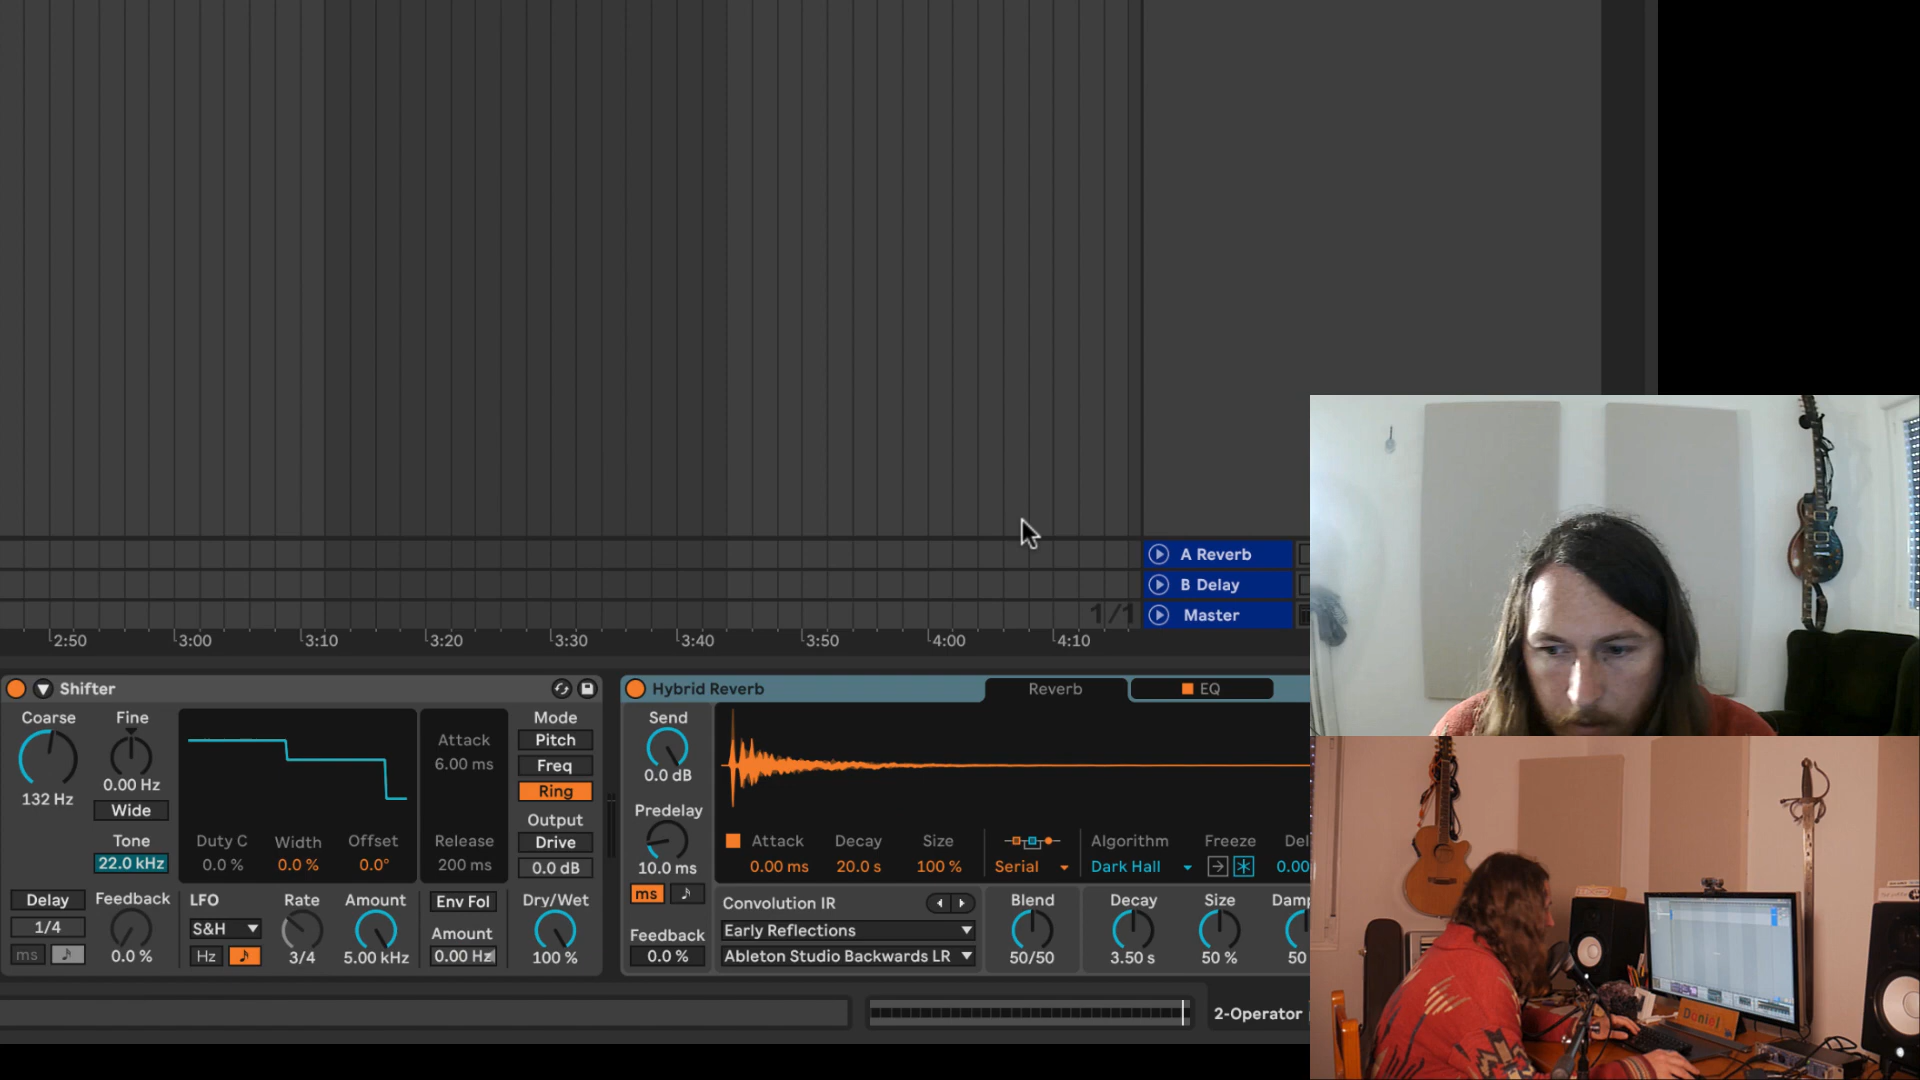 A Reverb
B Delay
1/1
Master
2:50
3:00
3:10
3:20
3:30
3:40
3:50
4:00
4:10
Shifter
Coarse
132 Hz
Fine
0.00 Hz
Wide
Tone
22.0 kHz
Delay
1/4
ms
Feedback
0.0 %
Duty C
0.0 %
Width
0.0 %
Offset
0.0°
LFO
S&H
Hz
Rate
3/4
Amount
5.00 kHz
Attack
6.00 ms
Release
200 ms
Env Fol
Amount
0.00 Hz
Mode
Pitch
Freq
Ring
Output
Drive
0.0 dB
Dry/Wet
100 %
Hybrid Reverb
Reverb
EQ
Send
0.0 dB
Predelay
10.0 ms
ms
Feedback
0.0 %
Attack
0.00 ms
Decay
20.0 s
Size
100 %
Serial
Algorithm
Dark Hall
Freeze
Del
0.00
Convolution IR
Early Reflections
Ableton Studio Backwards LR
Blend
50/50
Decay
3.50 s
Size
50 %
Damp
50
2-Operator
Daniel